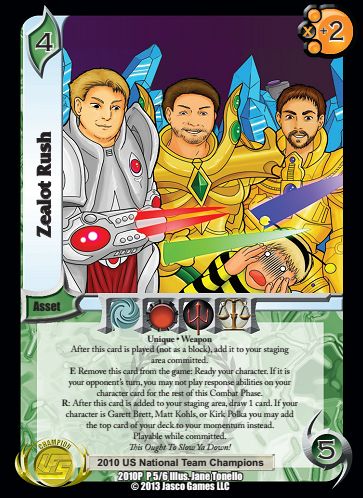 4
X +2
Zealot Rush
Asset
Unique • Weapon
After this card is played (not as a block), add it to your staging
area committed.
E Remove this card from the game: Ready your character. If it is
your opponent's turn, you may not play response abilities on your
character card for the rest of this Combat Phase.
R: After this card is added to your staging area, draw 1 card. If your
character is Garett Brett, Matt Kohls, or Kirk Polka you may add
the top card of your deck to your momentum instead.
Playable while committed.
This Ought To Slow Ya Down!
CHAMPION
UFS
5
2010 US National Team Champions
2010P P 5/6 Illus. Jane Tonello
© 2013 Jasco Games LLC